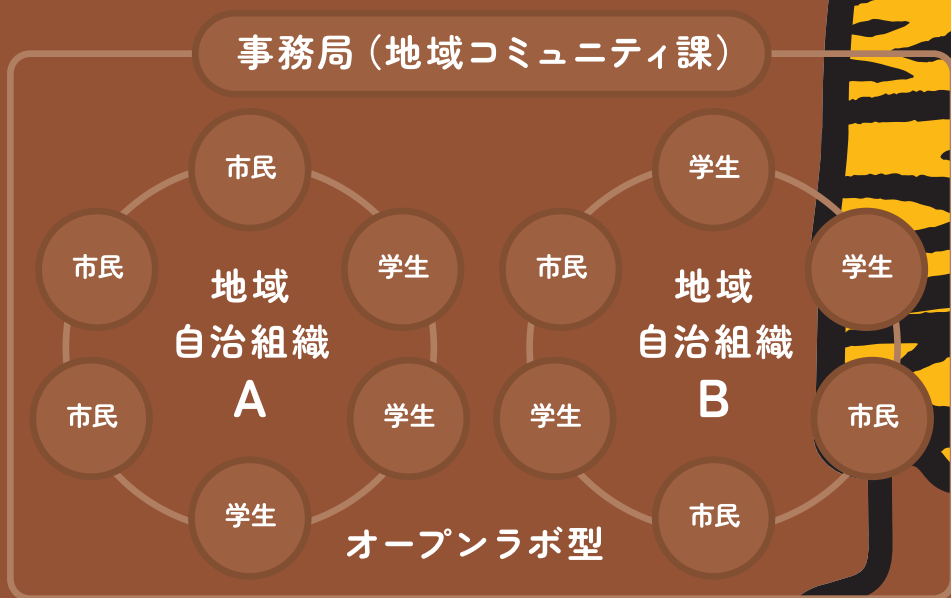 事務局（地域コミュニティ課）
市民
市民
学生
地域
自治組織
A
市民
学生
学生
学生
市民
学生
地域
自治組織
B
学生
市民
市民
オープンラボ型